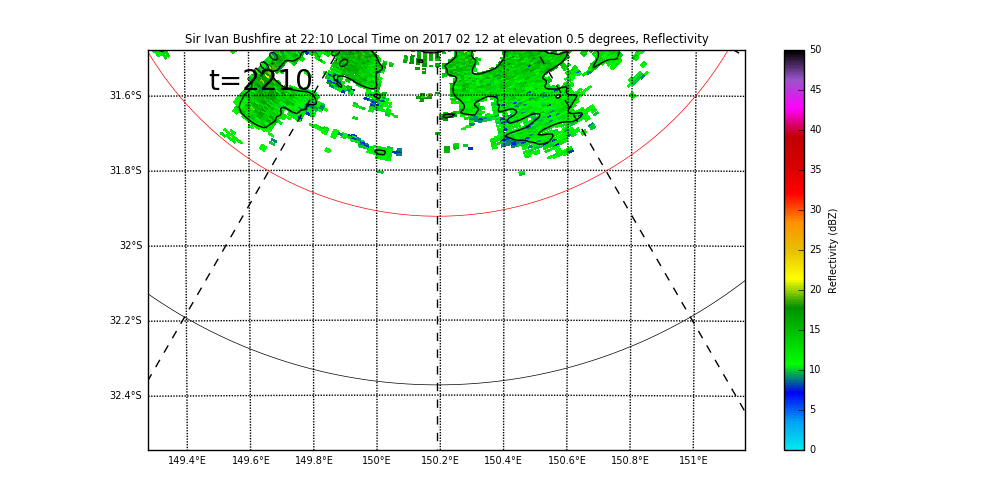 Sir Ivan Bushfire at 22:10 Local Time on 2017 02 12 at elevation 0.5 degrees, Reflectivity
t=2210
31.6°S
31.8°S
32°S
32.2°S
32.4°S
149.4°E 149.6°E 149.8°E 150°E 150.2°E 150.4°E 150.6°E 150.8°E 151°E
50
45
40
35
30
25
20
15
10
5
0
Reflectivity (dBZ)